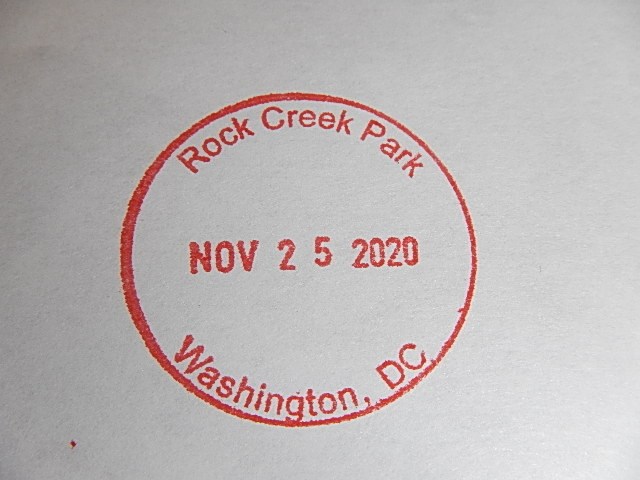 Rock Creek Park
NOV 25 2020
Washington, DC